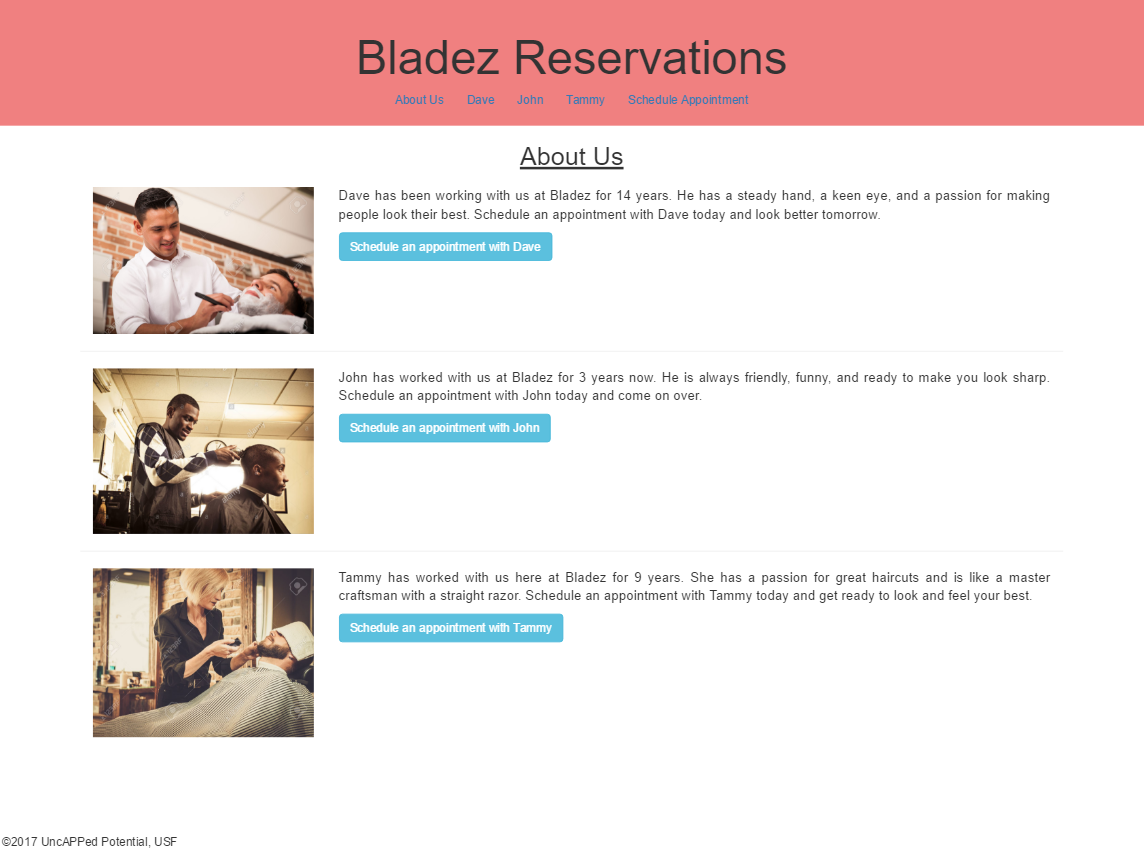 Bladez Reservations
About Us Dave John Tammy Schedule Appointment
About Us
Dave has been working with us at Bladez for 14 years. He has a steady hand, a keen eye, and a passion for making
people look their best. Schedule an appointment with Dave today and look better tomorrow.
Schedule an appointment with Dave
John has worked with us at Bladez for 3 years now. He is always friendly, funny, and ready to make you look sharp.
Schedule an appointment with John today and come on over.
Schedule an appointment with John
Tammy has worked with us here at Bladez for 9 years. She has a passion for great haircuts and is like a master
craftsman with a straight razor. Schedule an appointment with Tammy today and get ready to look and feel your best.
Schedule an appointment with Tammy
©2017 UncAPPed Potential, USF